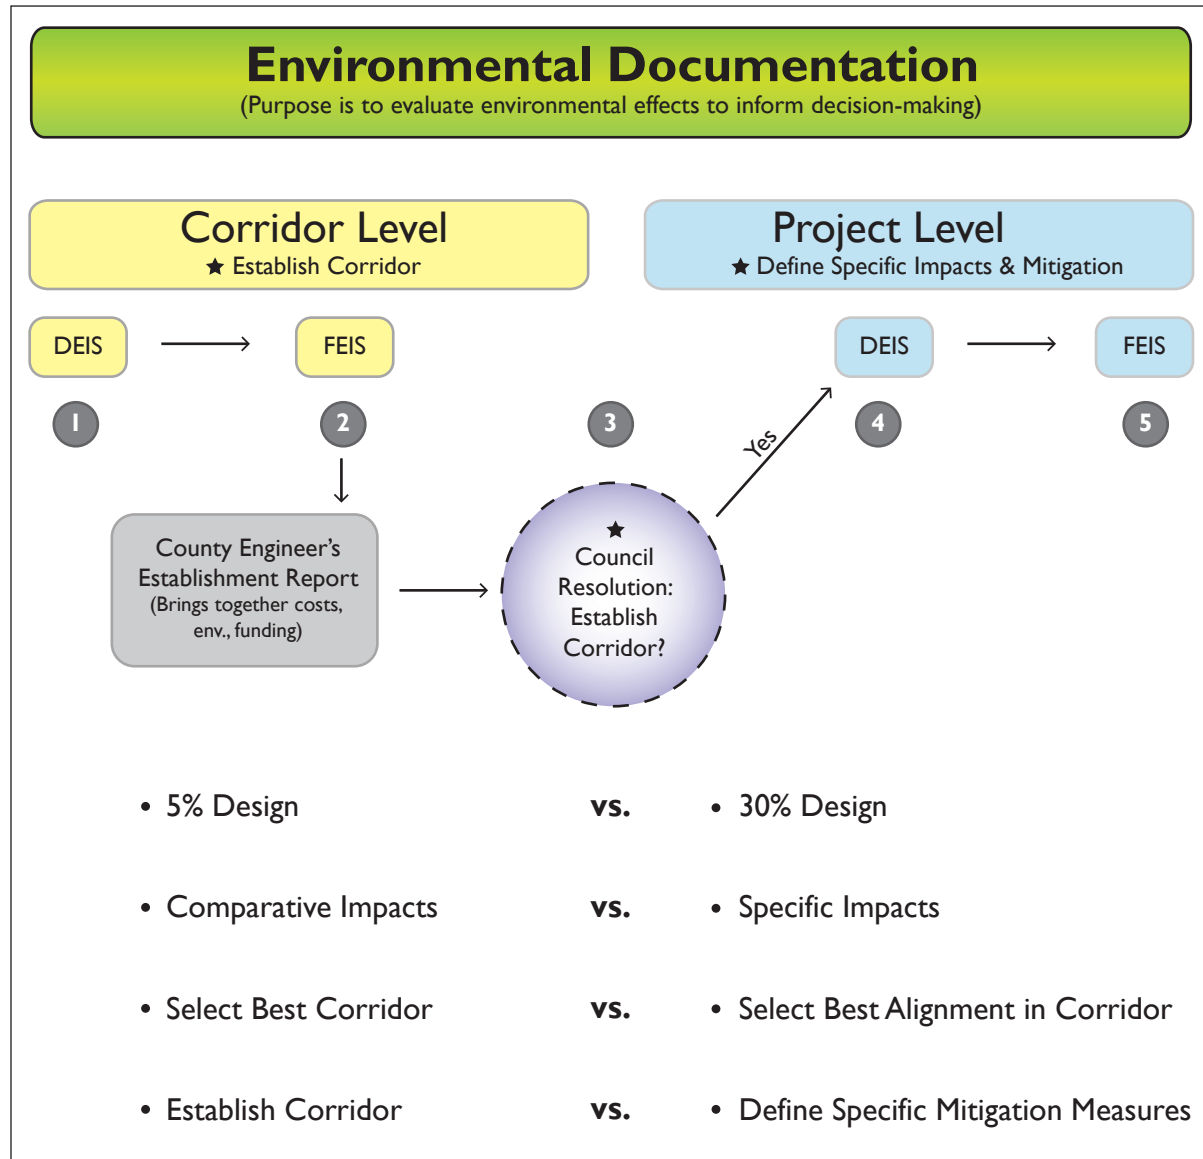 Environmental Documentation
(Purpose is to evaluate environmental effects to inform decision-making)
Corridor Level
★ Establish Corridor
Project Level
★ Define Specific Impacts & Mitigation
DEIS
FEIS
DEIS
FEIS
1
2
3
4
5
Yes
County Engineer’s
Establishment Report
(Brings together costs,
env., funding)
★
Council
Resolution:
Establish
Corridor?
• 5% Design
vs.
• 30% Design
• Comparative Impacts
vs.
• Specific Impacts
• Select Best Corridor
vs.
• Select Best Alignment in Corridor
• Establish Corridor
vs.
• Define Specific Mitigation Measures